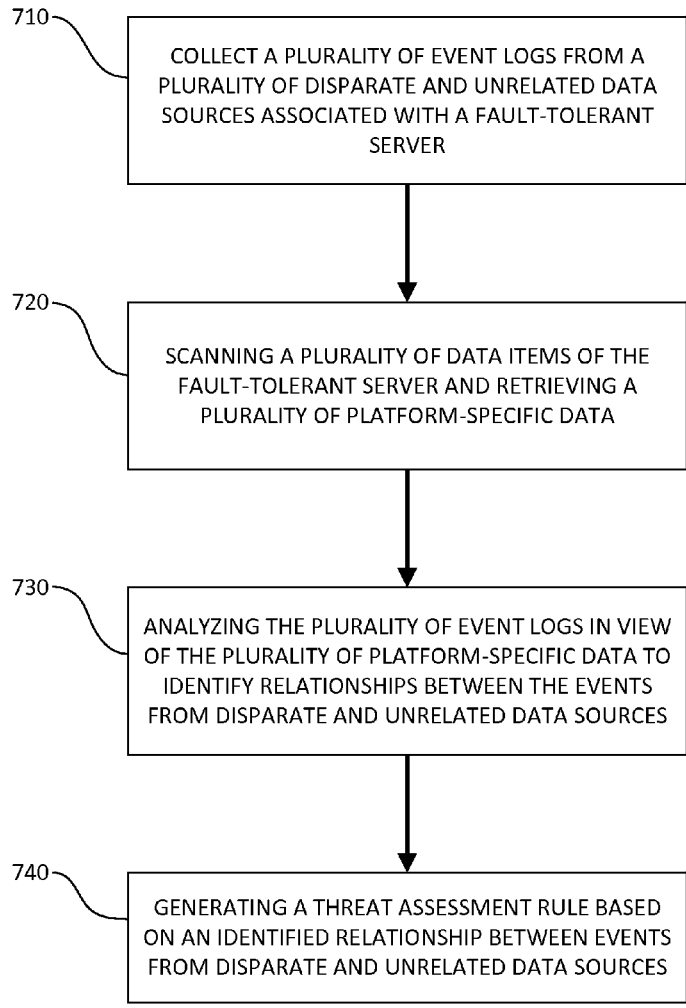 710
COLLECT A PLURALITY OF EVENT LOGS FROM A
PLURALITY OF DISPARATE AND UNRELATED DATA
SOURCES ASSOCIATED WITH A FAULT-TOLERANT
SERVER
720
SCANNING A PLURALITY OF DATA ITEMS OF THE
FAULT-TOLERANT SERVER AND RETRIEVING A
PLURALITY OF PLATFORM-SPECIFIC DATA
730
ANALYZING THE PLURALITY OF EVENT LOGS IN VIEW
OF THE PLURALITY OF PLATFORM-SPECIFIC DATA TO
IDENTIFY RELATIONSHIPS BETWEEN THE EVENTS
FROM DISPARATE AND UNRELATED DATA SOURCES
740
GENERATING A THREAT ASSESSMENT RULE BASED
ON AN IDENTIFIED RELATIONSHIP BETWEEN EVENTS
FROM DISPARATE AND UNRELATED DATA SOURCES